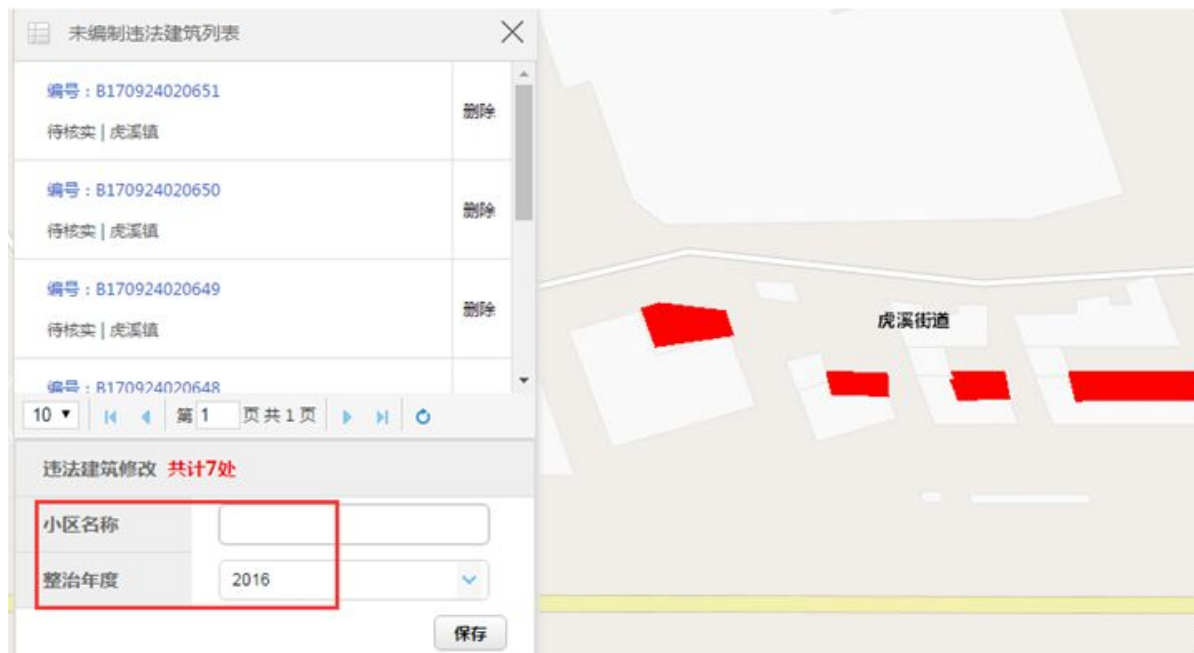 未编制违法建筑列表
编号：B170924020651
待核实 | 虎溪镇
删除
编号：B170924020650
待核实 | 虎溪镇
删除
编号：B170924020649
待核实 | 虎溪镇
删除
编号：B170924020648
10 第 1 页 共 1 页
违法建筑修改 共计7处
小区名称
整治年度 2016
保存
虎溪街道